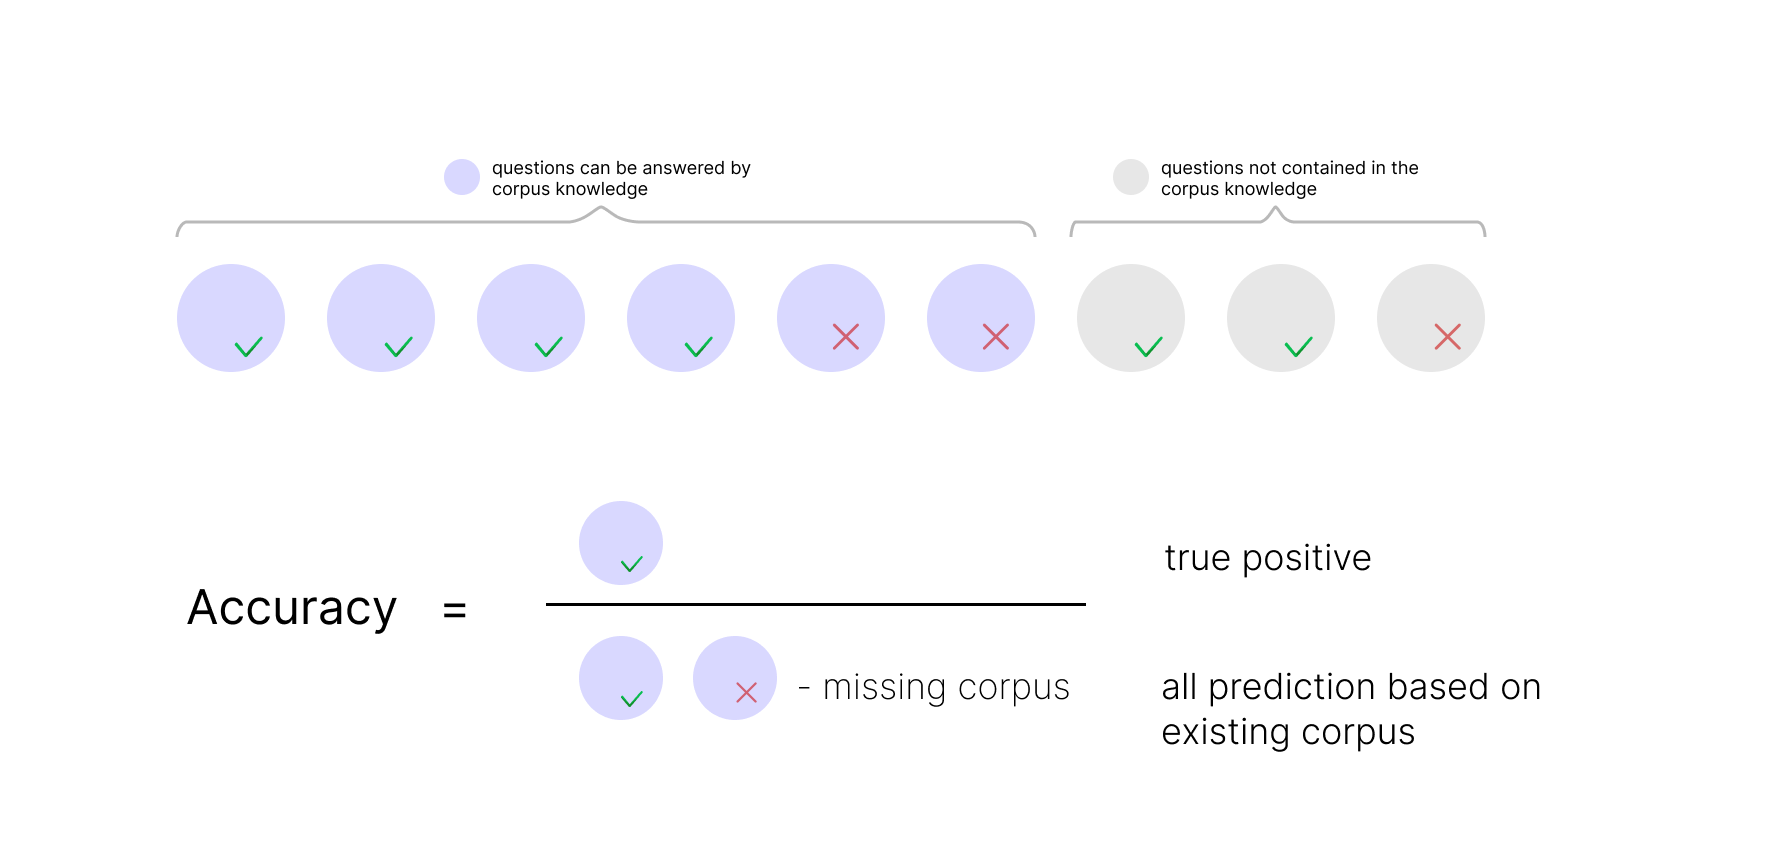 questions can be answered by
corpus knowledge
questions not contained in the
corpus knowledge
Accuracy =
true positive
- missing corpus
all prediction based on
existing corpus